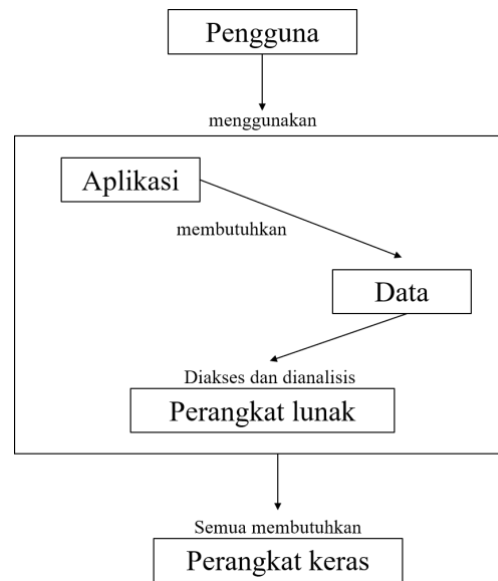 Pengguna
menggunakan
Aplikasi
membutuhkan
Data
Diakses dan dianalisis
Perangkat lunak
Semua membutuhkan
Perangkat keras